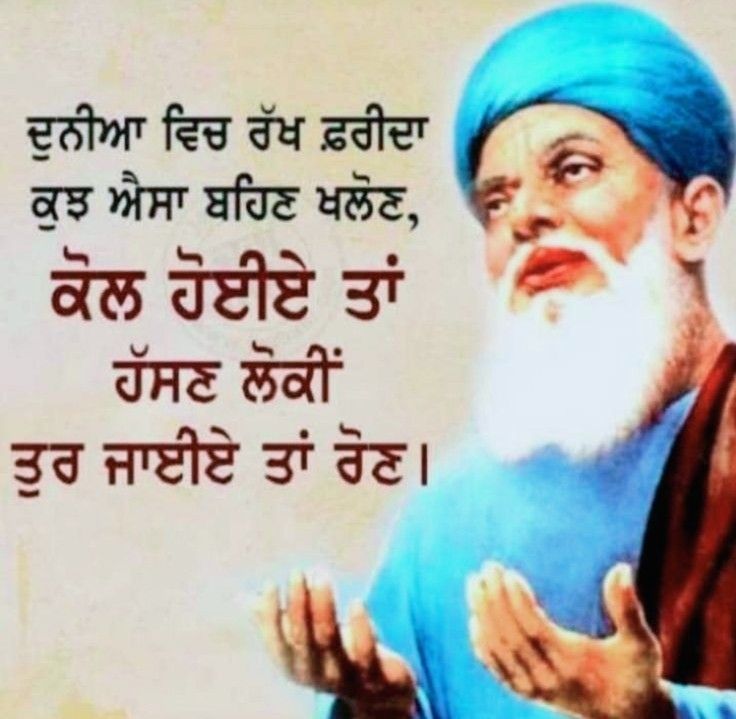 ਦੁਨੀਆ ਵਿਚ ਰੱਖ ਫ਼ਰੀਦਾ
ਕੁਝ ਐਸਾ ਬਹਿਣ ਖਲੋਣ,
ਕੋਲ ਹੋਈਏ ਤਾਂ
ਹੱਸਣ ਲੋਕੀਂ
ਤੁਰ ਜਾਈਏ ਤਾਂ ਰੋਣ।